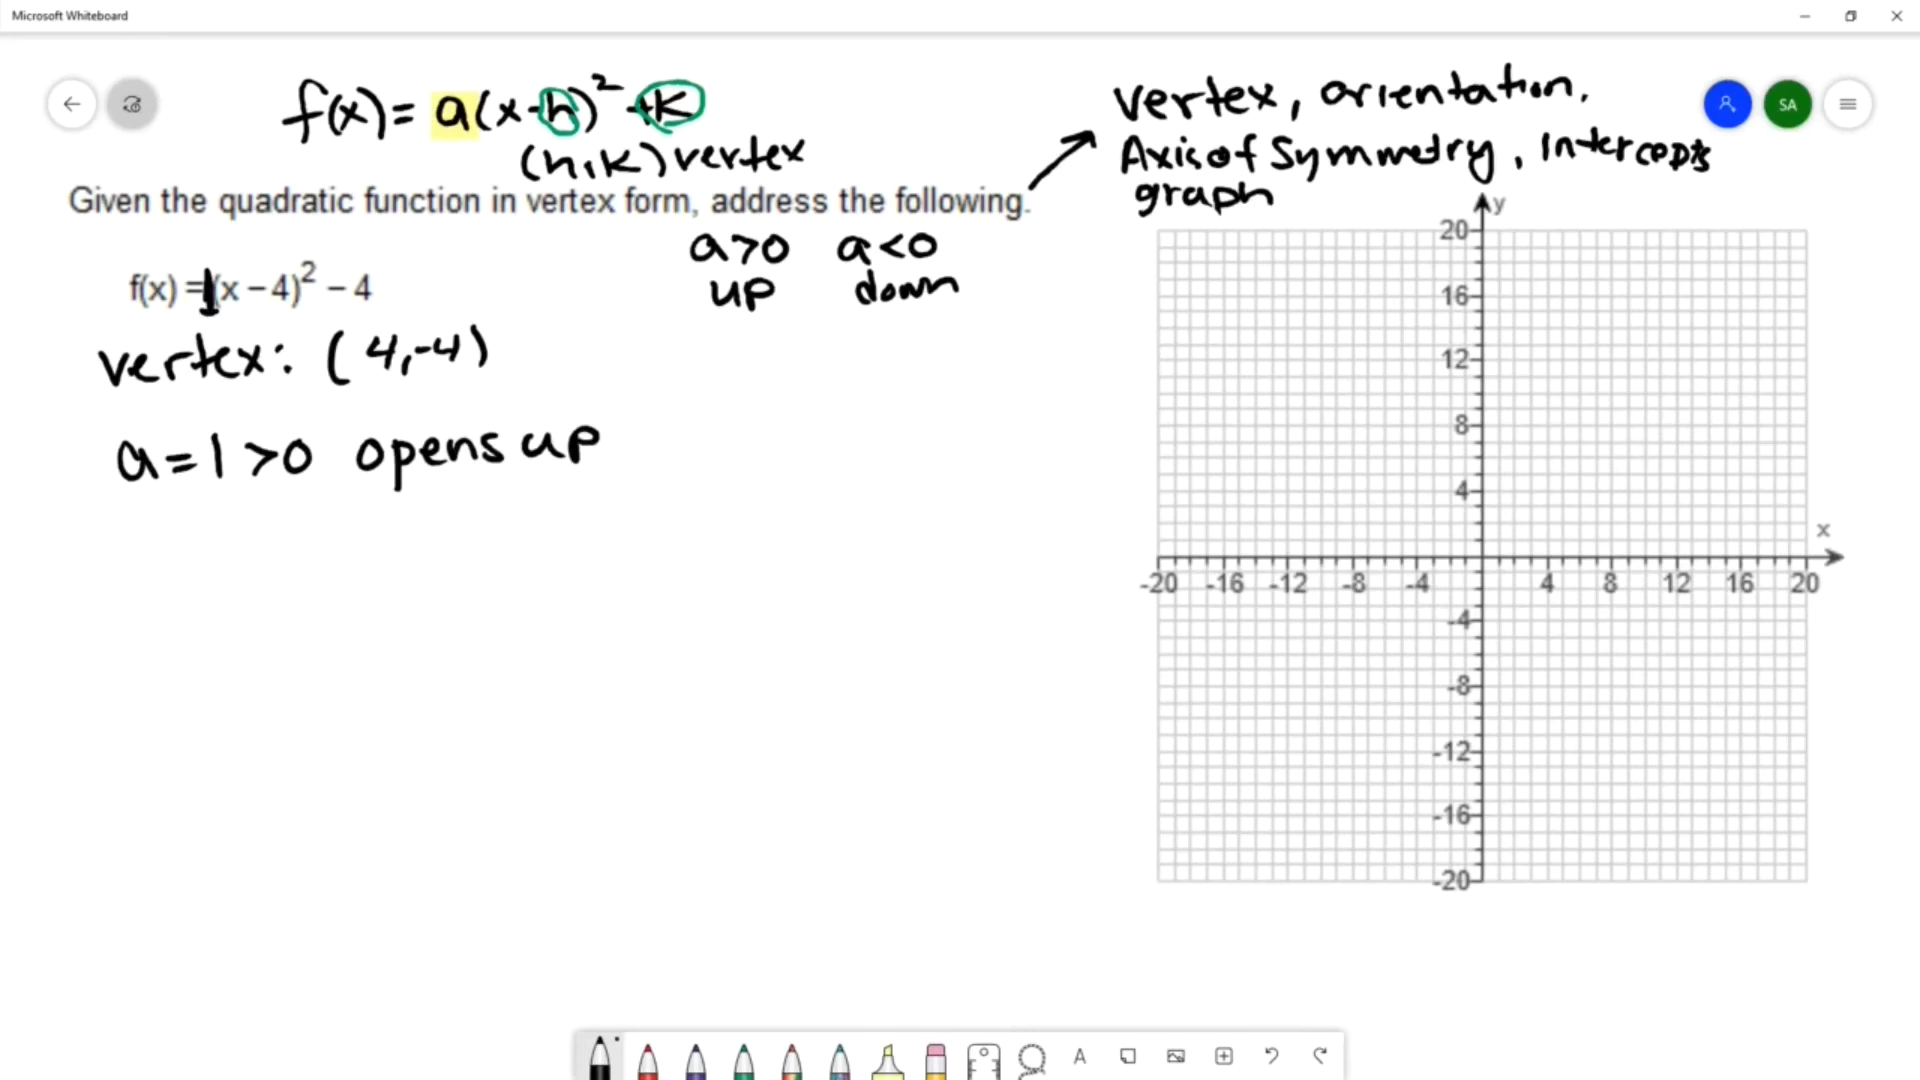 Microsoft Whiteboard
f(x) = a(x-h)² + k
(h,k) vertex
Vertex, orientation,
Axis of Symmetry, Intercepts
graph
SA
Given the quadratic function in vertex form, address the following.
a>0 a<0
up down
f(x) = 1(x – 4)² – 4
vertex: (4,-4)
a = 1 >0 opens up
y
20
16
12
8
4
x
-20 -16 -12 -8 -4 4 8 12 16 20
-4
-8
-12
-16
-20
A